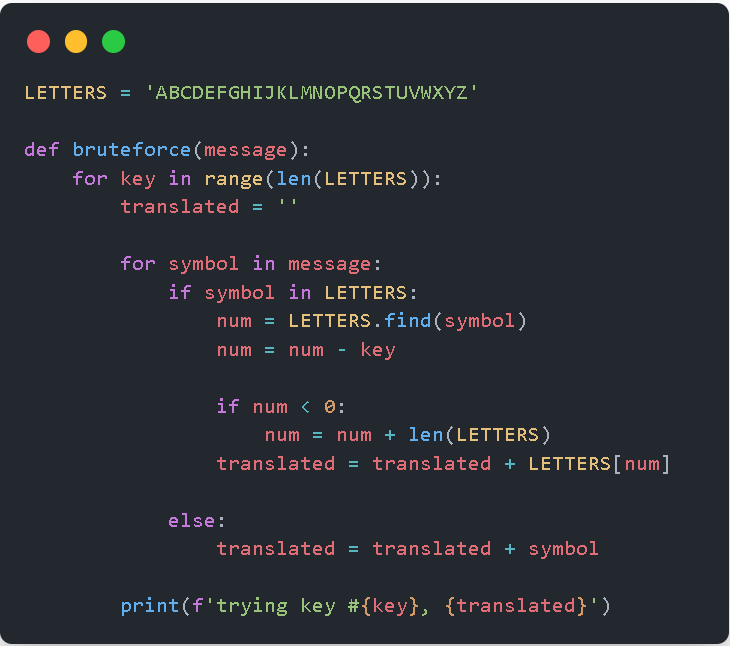 LETTERS = 'ABCDEFGHIJKLMNOPQRSTUVWXYZ'
def bruteforce(message):
    for key in range(len(LETTERS)):
        translated = ''
        for symbol in message:
            if symbol in LETTERS:
                num = LETTERS.find(symbol)
                num = num - key
                if num < 0:
                    num = num + len(LETTERS)
                translated = translated + LETTERS[num]
            else:
                translated = translated + symbol
        print(f'trying key #{key}, {translated}')